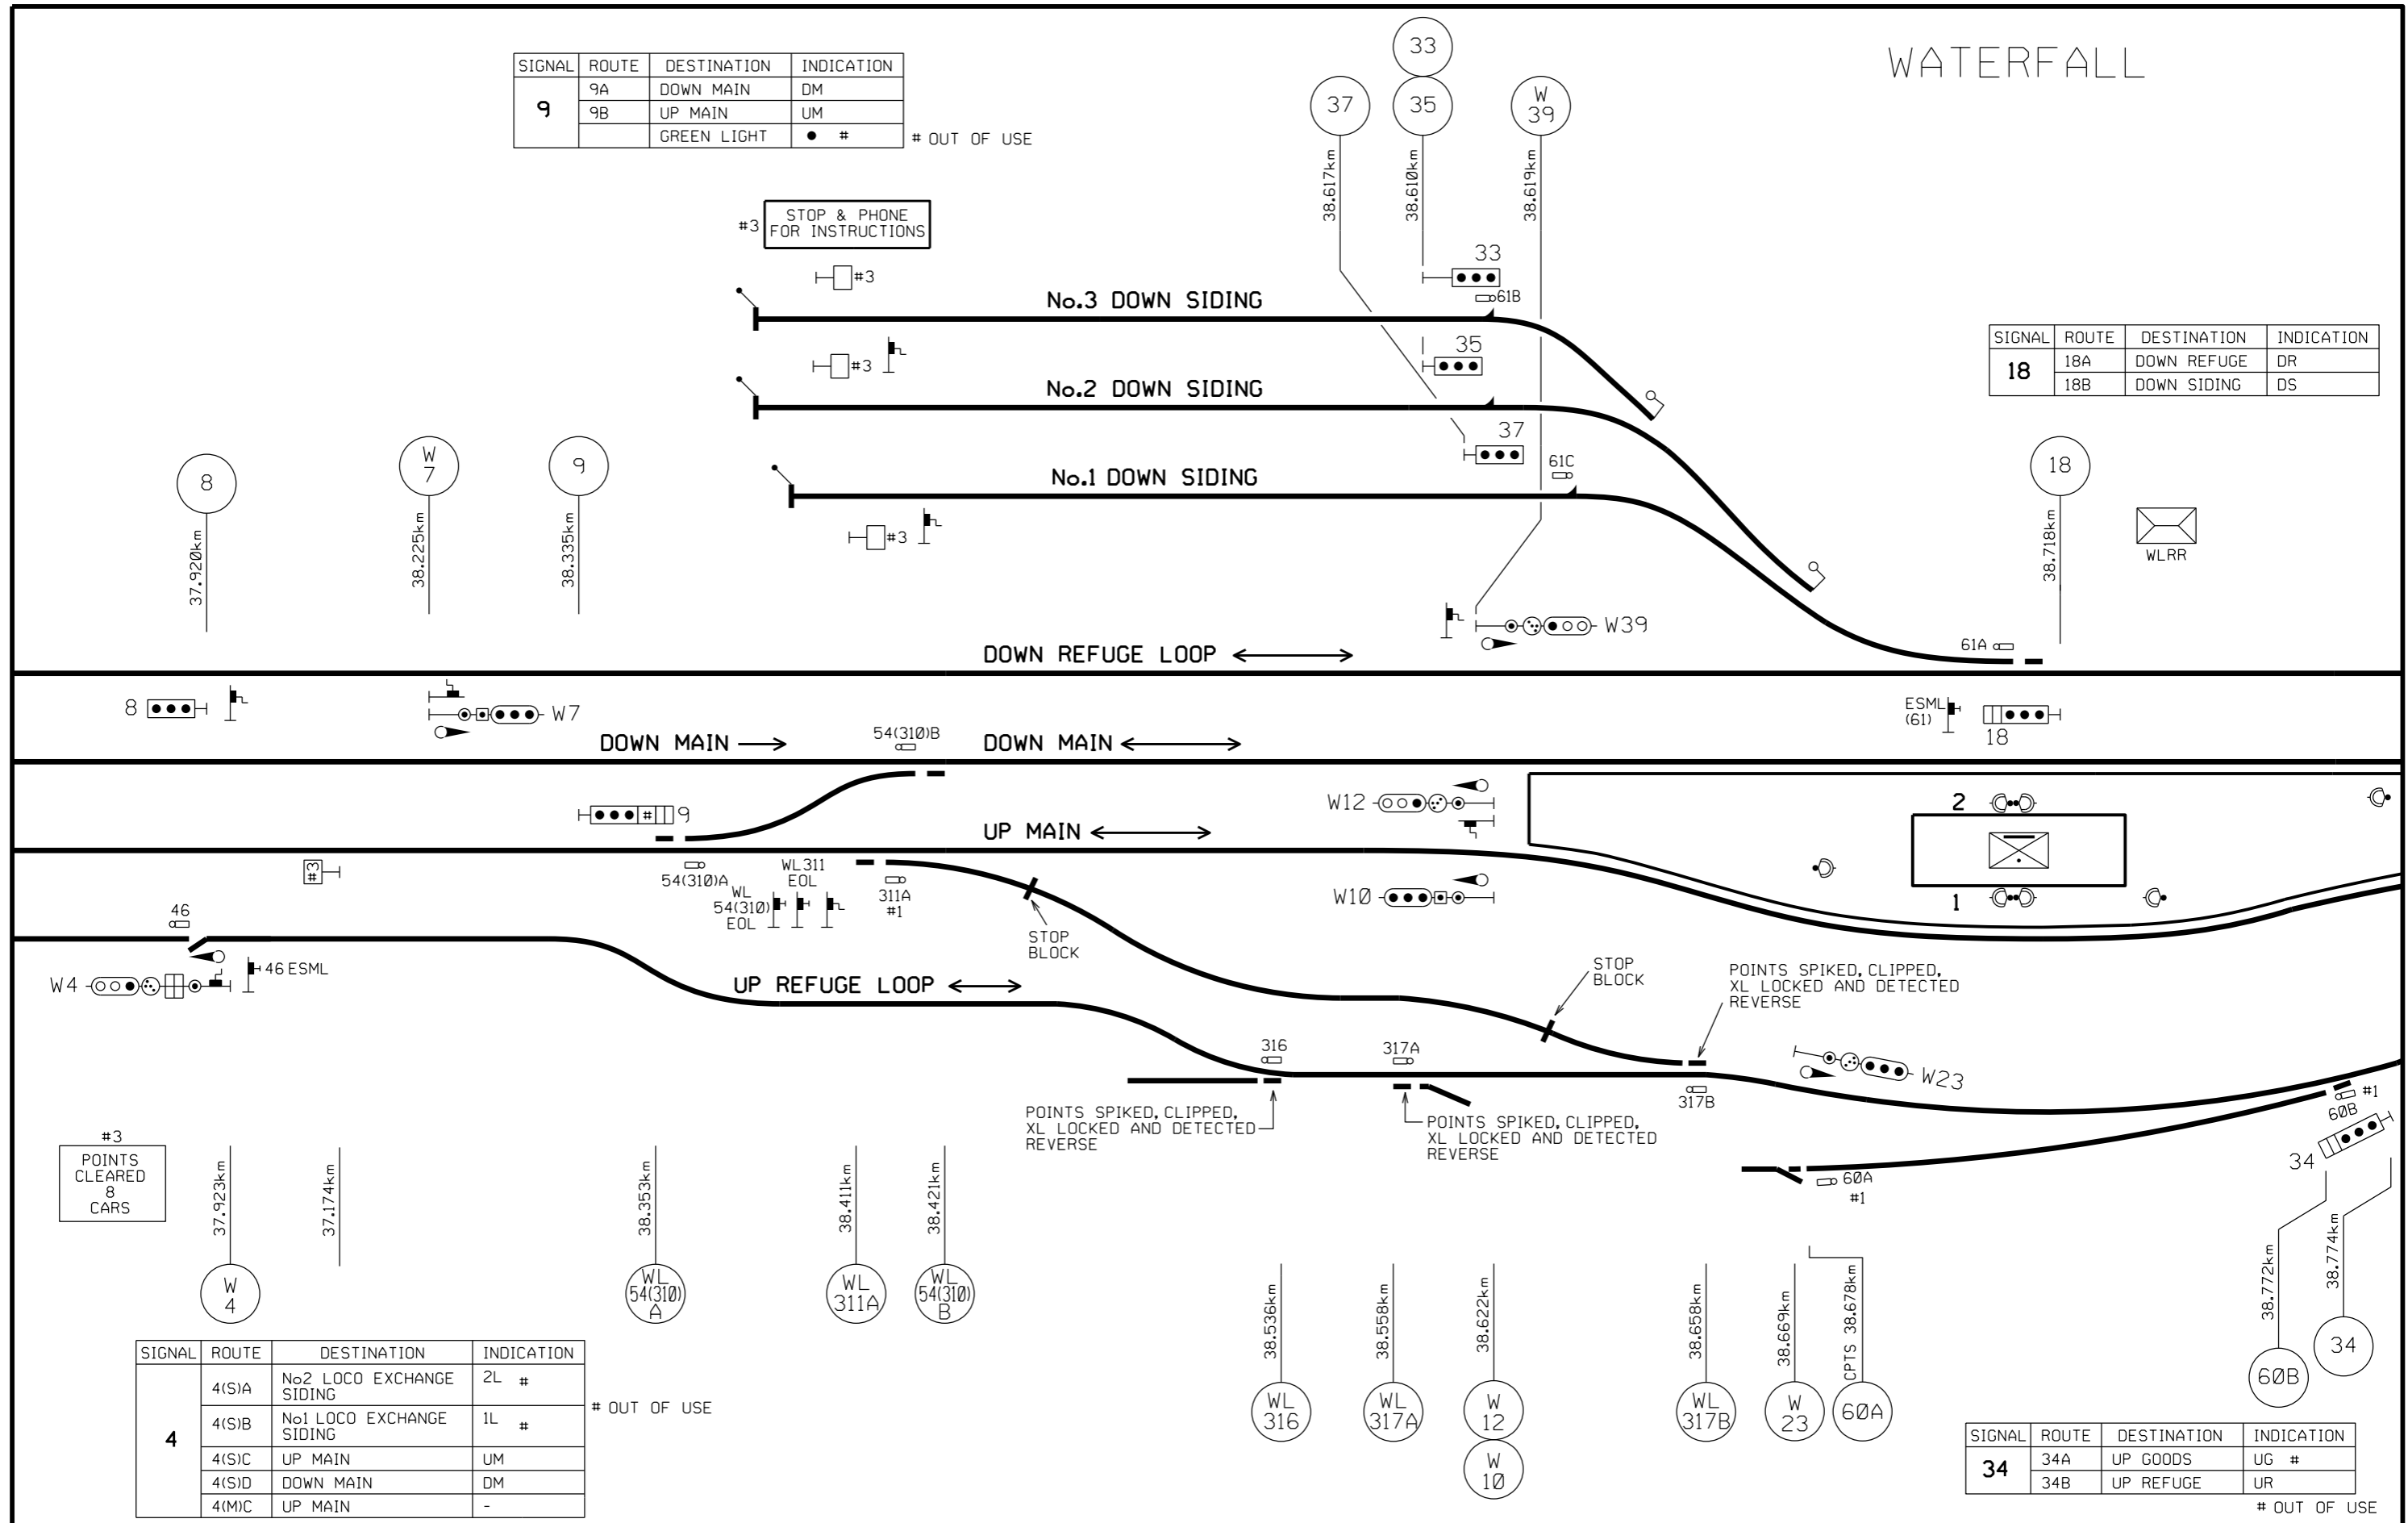 WATERFALL
SIGNAL ROUTE DESTINATION INDICATION
9 9A DOWN MAIN DM
9B UP MAIN UM
GREEN LIGHT ● #
# OUT OF USE
33
37 35 W 39
38.617km 38.610km 38.619km
#3 STOP & PHONE
FOR INSTRUCTIONS
#3
33
61B
No.3 DOWN SIDING
SIGNAL ROUTE DESTINATION INDICATION
18 18A DOWN REFUGE DR
18B DOWN SIDING DS
#3
35
No.2 DOWN SIDING
37
61C
No.1 DOWN SIDING
#3
8 W 7 9 18
37.920km 38.225km 38.335km 38.718km
WLRR
W39
61A
DOWN REFUGE LOOP
8
W7
ESML
(61)
18
DOWN MAIN
54(310)B
DOWN MAIN
W12
2
9
UP MAIN
#3
54(310)A
WL311
EOL
WL
54(310)
EOL
311A
#1
W10
1
46
STOP
BLOCK
W4
46 ESML
UP REFUGE LOOP
STOP
BLOCK
POINTS SPIKED, CLIPPED,
XL LOCKED AND DETECTED
REVERSE
316
317A
W23
317B
POINTS SPIKED, CLIPPED,
XL LOCKED AND DETECTED
REVERSE
POINTS SPIKED, CLIPPED,
XL LOCKED AND DETECTED
REVERSE
#1
60B
34
60A
#1
#3
POINTS
CLEARED
8
CARS
37.923km 37.174km 38.353km 38.411km 38.421km
W 4
WL 54(310) A
WL 311A
WL 54(310) B
38.536km 38.558km 38.622km 38.658km 38.669km CPTS 38.678km 38.772km 38.774km
WL 316
WL 317A
W 12
W 10
WL 317B
W 23
60A
60B
34
SIGNAL ROUTE DESTINATION INDICATION
4 4(S)A No2 LOCO EXCHANGE SIDING 2L #
4(S)B No1 LOCO EXCHANGE SIDING 1L #
4(S)C UP MAIN UM
4(S)D DOWN MAIN DM
4(M)C UP MAIN -
# OUT OF USE
SIGNAL ROUTE DESTINATION INDICATION
34 34A UP GOODS UG #
34B UP REFUGE UR
# OUT OF USE